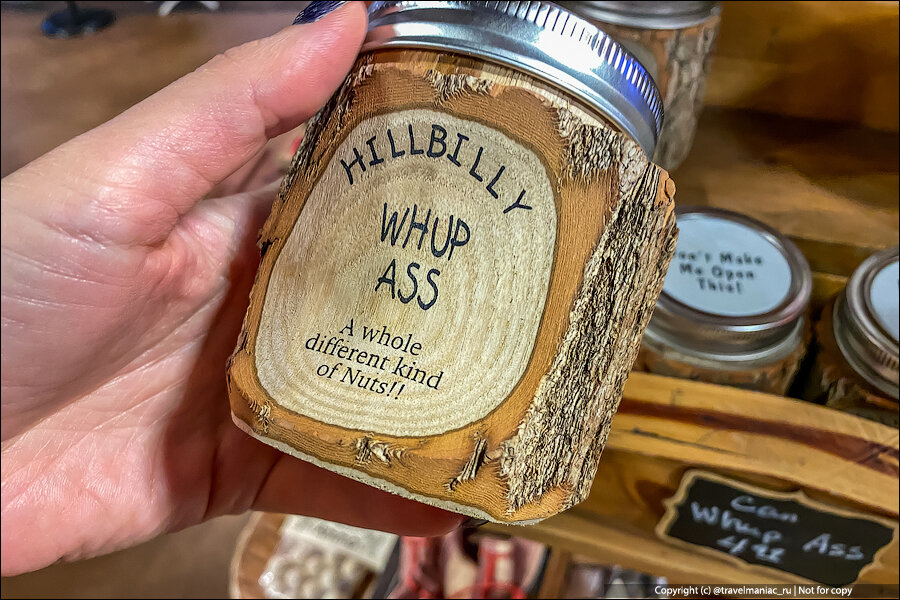 HILLBILLY
WHUP
ASS
A whole
different kind
of Nuts!!
Don't Make
Me Open
This!
Can
Whup Ass
Copyright (c) @travelmaniac_ru | Not for copy